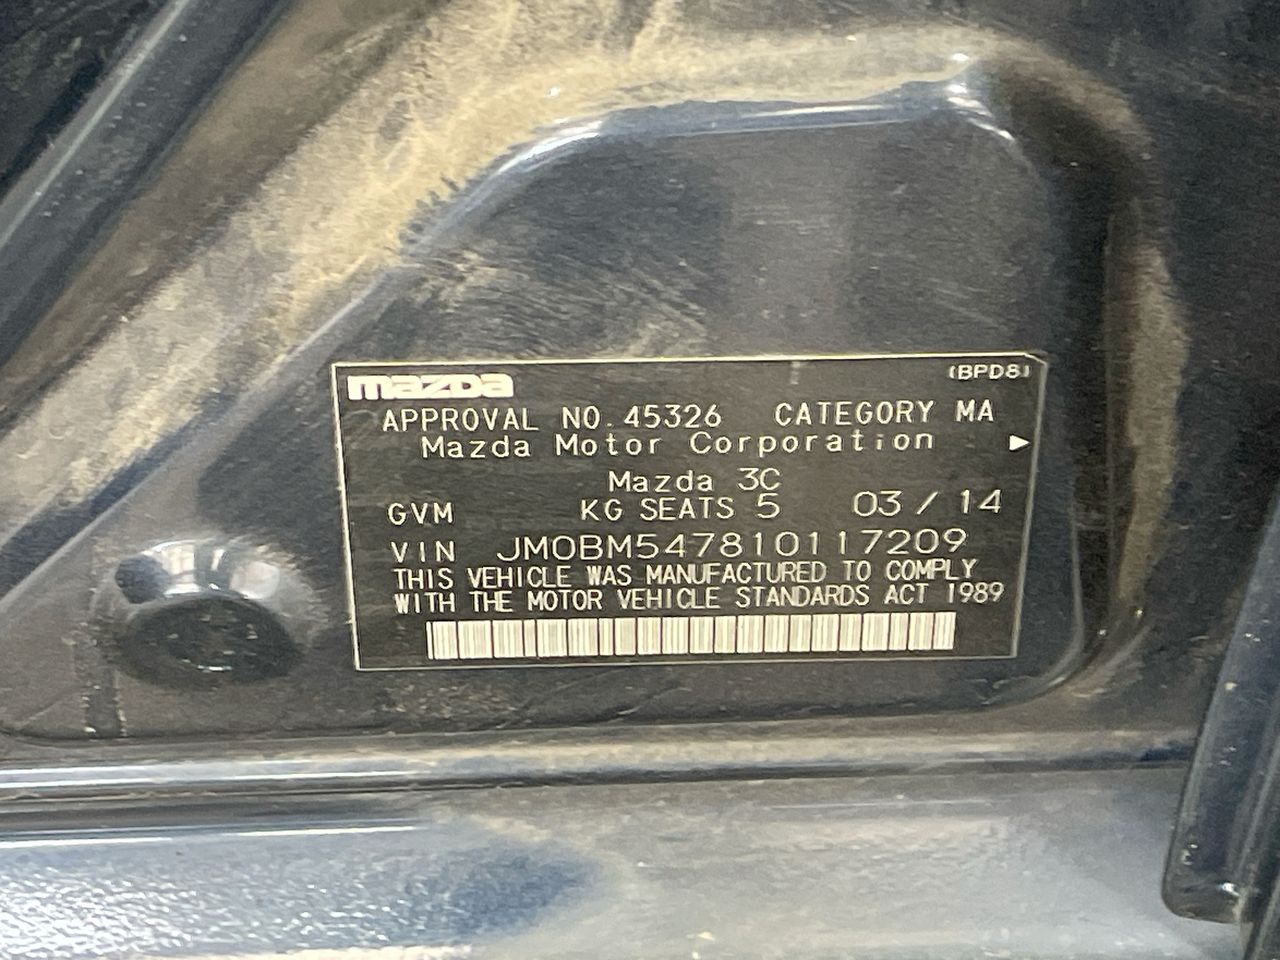 mazda (BPD8)
APPROVAL NO. 45326 CATEGORY MA
Mazda Motor Corporation
Mazda 3C
GVM KG SEATS 5 03 / 14
VIN JM0BM547810117209
THIS VEHICLE WAS MANUFACTURED TO COMPLY
WITH THE MOTOR VEHICLE STANDARDS ACT 1989